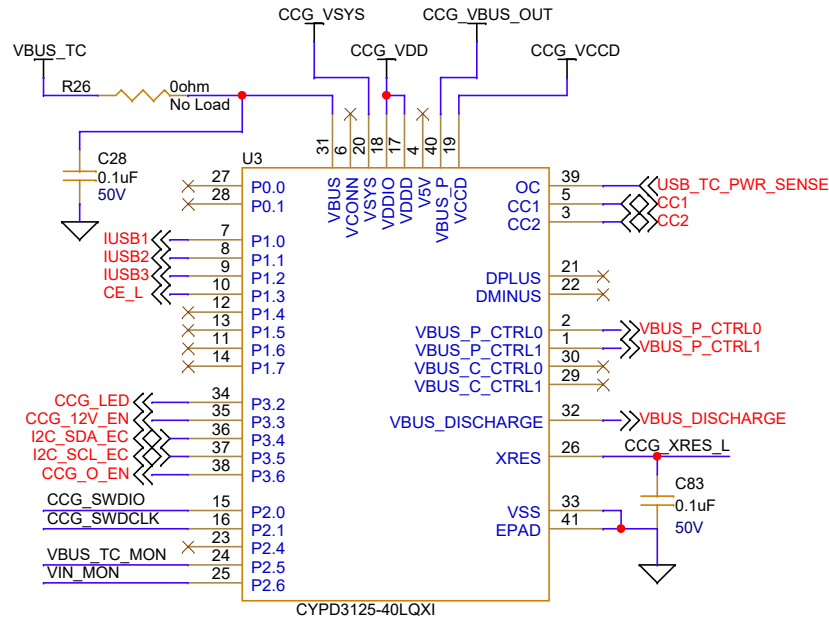 CCG_VSYS
CCG_VBUS_OUT
VBUS_TC
CCG_VDD
CCG_VCCD
R26
0ohm
No Load
C28
0.1uF
50V
U3
31
6
20
18
17
4
40
19
VBUS
VCONN
VSYS
VDDIO
VDDD
V5V
VBUS_P
VCCD
27 P0.0
28 P0.1
IUSB1 7 P1.0
IUSB2 8 P1.1
IUSB3 9 P1.2
CE_L 10 P1.3
12 P1.4
13 P1.5
11 P1.6
14 P1.7
CCG_LED 34 P3.2
CCG_12V_EN 35 P3.3
I2C_SDA_EC 36 P3.4
I2C_SCL_EC 37 P3.5
CCG_O_EN 38 P3.6
CCG_SWDIO 15 P2.0
CCG_SWDCLK 16 P2.1
23 P2.4
VBUS_TC_MON 24 P2.5
VIN_MON 25 P2.6
OC 39 USB_TC_PWR_SENSE
CC1 5 CC1
CC2 3 CC2
DPLUS 21
DMINUS 22
VBUS_P_CTRL0 2 VBUS_P_CTRL0
VBUS_P_CTRL1 1 VBUS_P_CTRL1
VBUS_C_CTRL0 30
VBUS_C_CTRL1 29
VBUS_DISCHARGE 32 VBUS_DISCHARGE
XRES 26 CCG_XRES_L
VSS 33
EPAD 41
C83
0.1uF
50V
CYPD3125-40LQXI